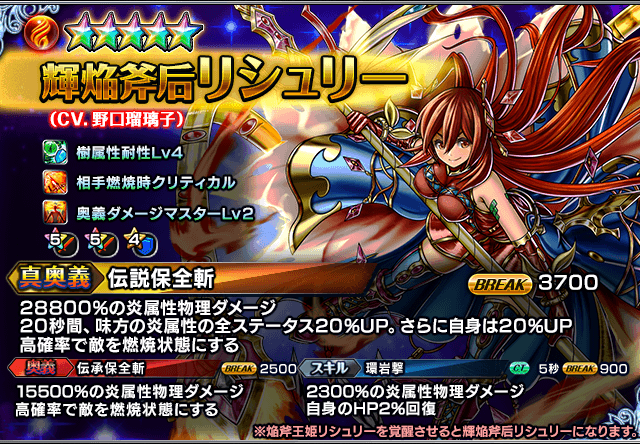 輝焔斧后リシュリー
(CV.野口瑠璃子)
樹属性耐性Lv4
相手燃焼時クリティカル
奥義ダメージマスターLv2
5 5 4
真奥義 伝説保全斬 BREAK 3700
28800%の炎属性物理ダメージ
20秒間、味方の炎属性の全ステータス20%UP。さらに自身は20%UP
高確率で敵を燃焼状態にする
奥義 伝承保全斬 BREAK 2500
15500%の炎属性物理ダメージ
高確率で敵を燃焼状態にする
スキル 環岩撃 CT 5秒 BREAK 900
2300%の炎属性物理ダメージ
自身のHP2%回復
※焔斧王姫リシュリーを覚醒させると輝焔斧后リシュリーになります。